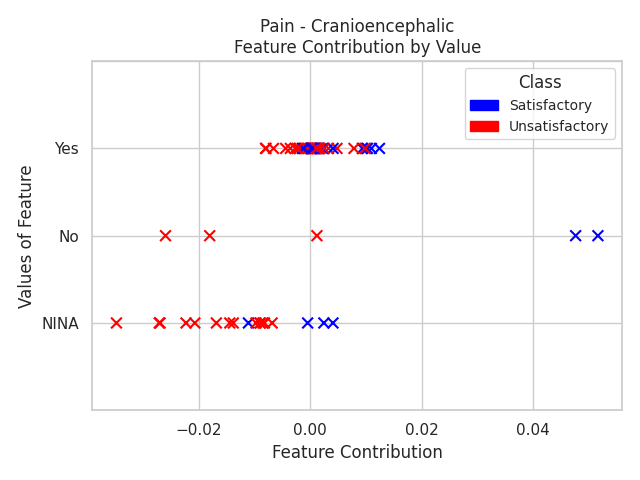 Pain - Cranioencephalic
Feature Contribution by Value
Class
Satisfactory
Unsatisfactory
Values of Feature
Yes
No
NINA
−0.02 0.00 0.02 0.04
Feature Contribution